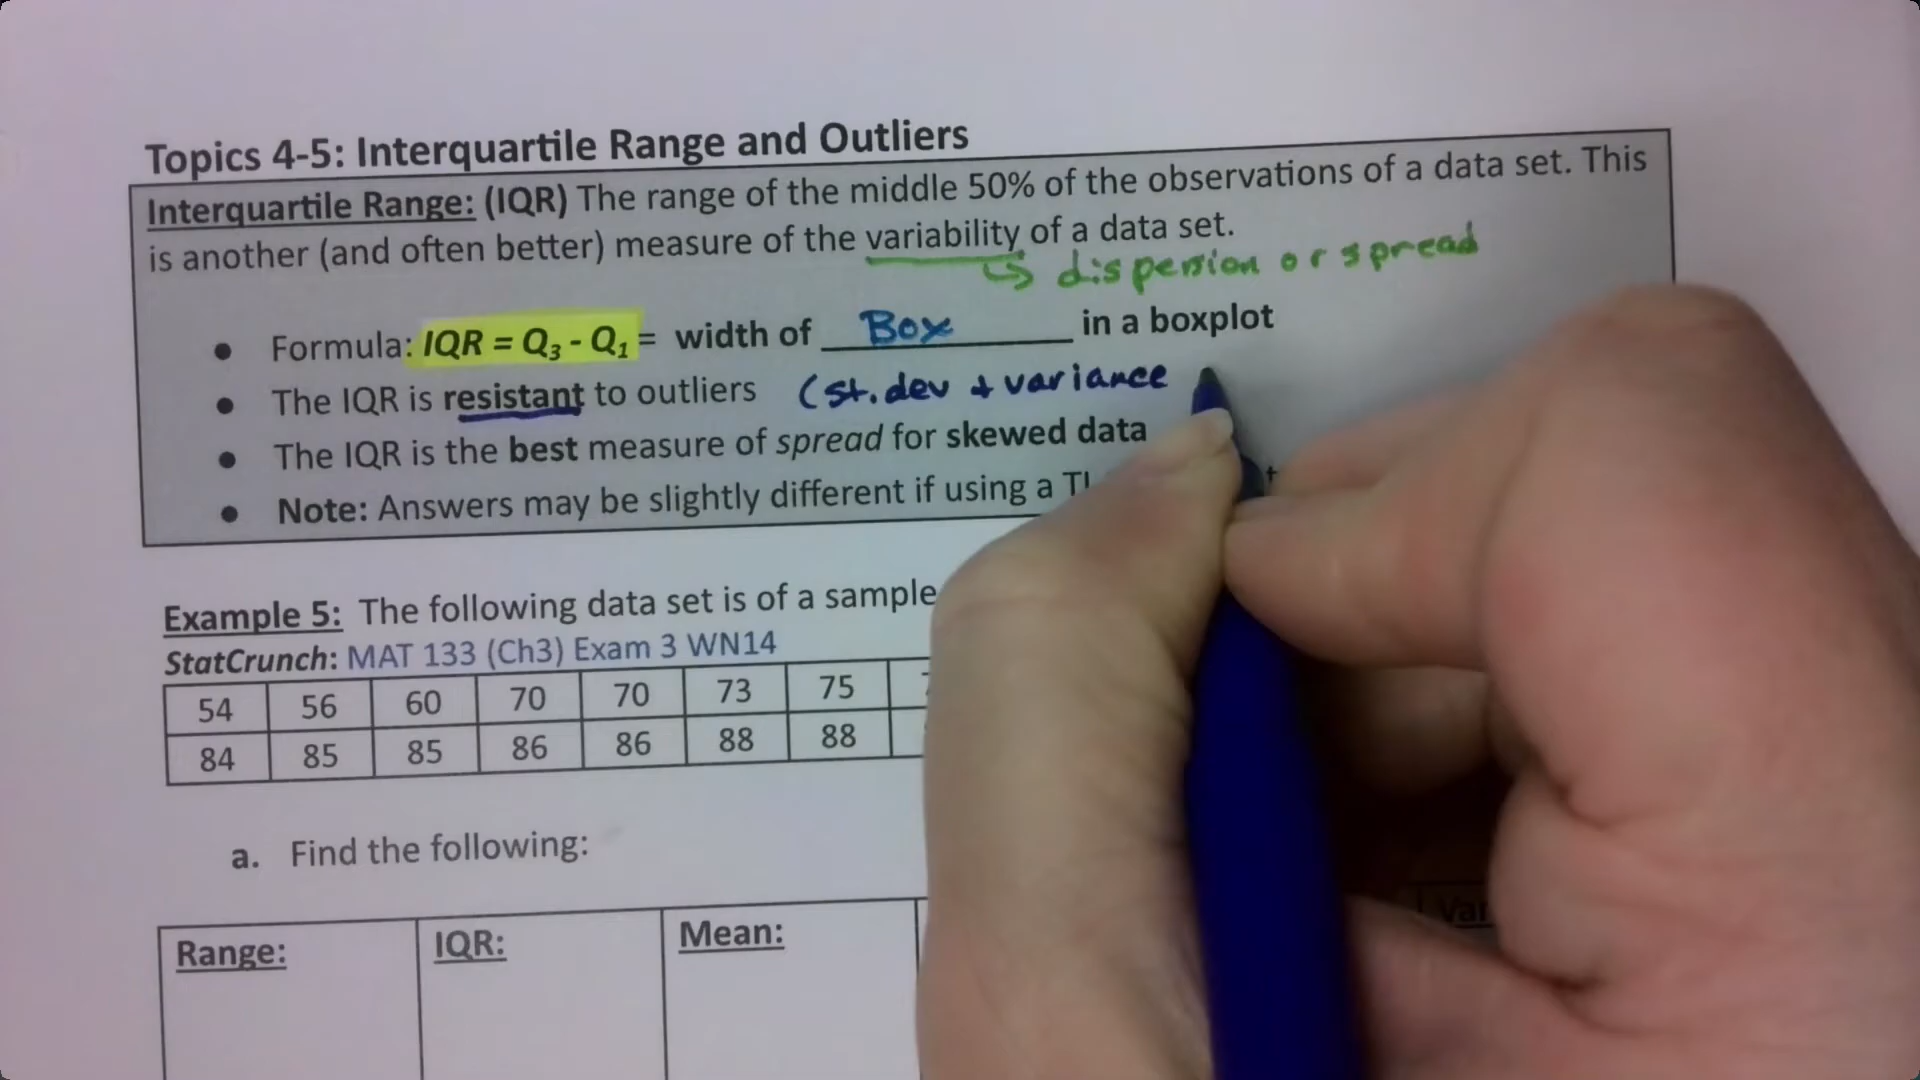 Topics 4-5: Interquartile Range and Outliers
Interquartile Range: (IQR) The range of the middle 50% of the observations of a data set. This
is another (and often better) measure of the variability of a data set.
↳ dispersion or spread
• Formula: IQR = Q₃ - Q₁ = width of Box in a boxplot
• The IQR is resistant to outliers (st.dev + variance
• The IQR is the best measure of spread for skewed data
• Note: Answers may be slightly different if using a TI
Example 5: The following data set is of a sample
StatCrunch: MAT 133 (Ch3) Exam 3 WN14
54 56 60 70 70 73 75
84 85 85 86 86 88 88
a. Find the following:
Range: IQR: Mean: Var